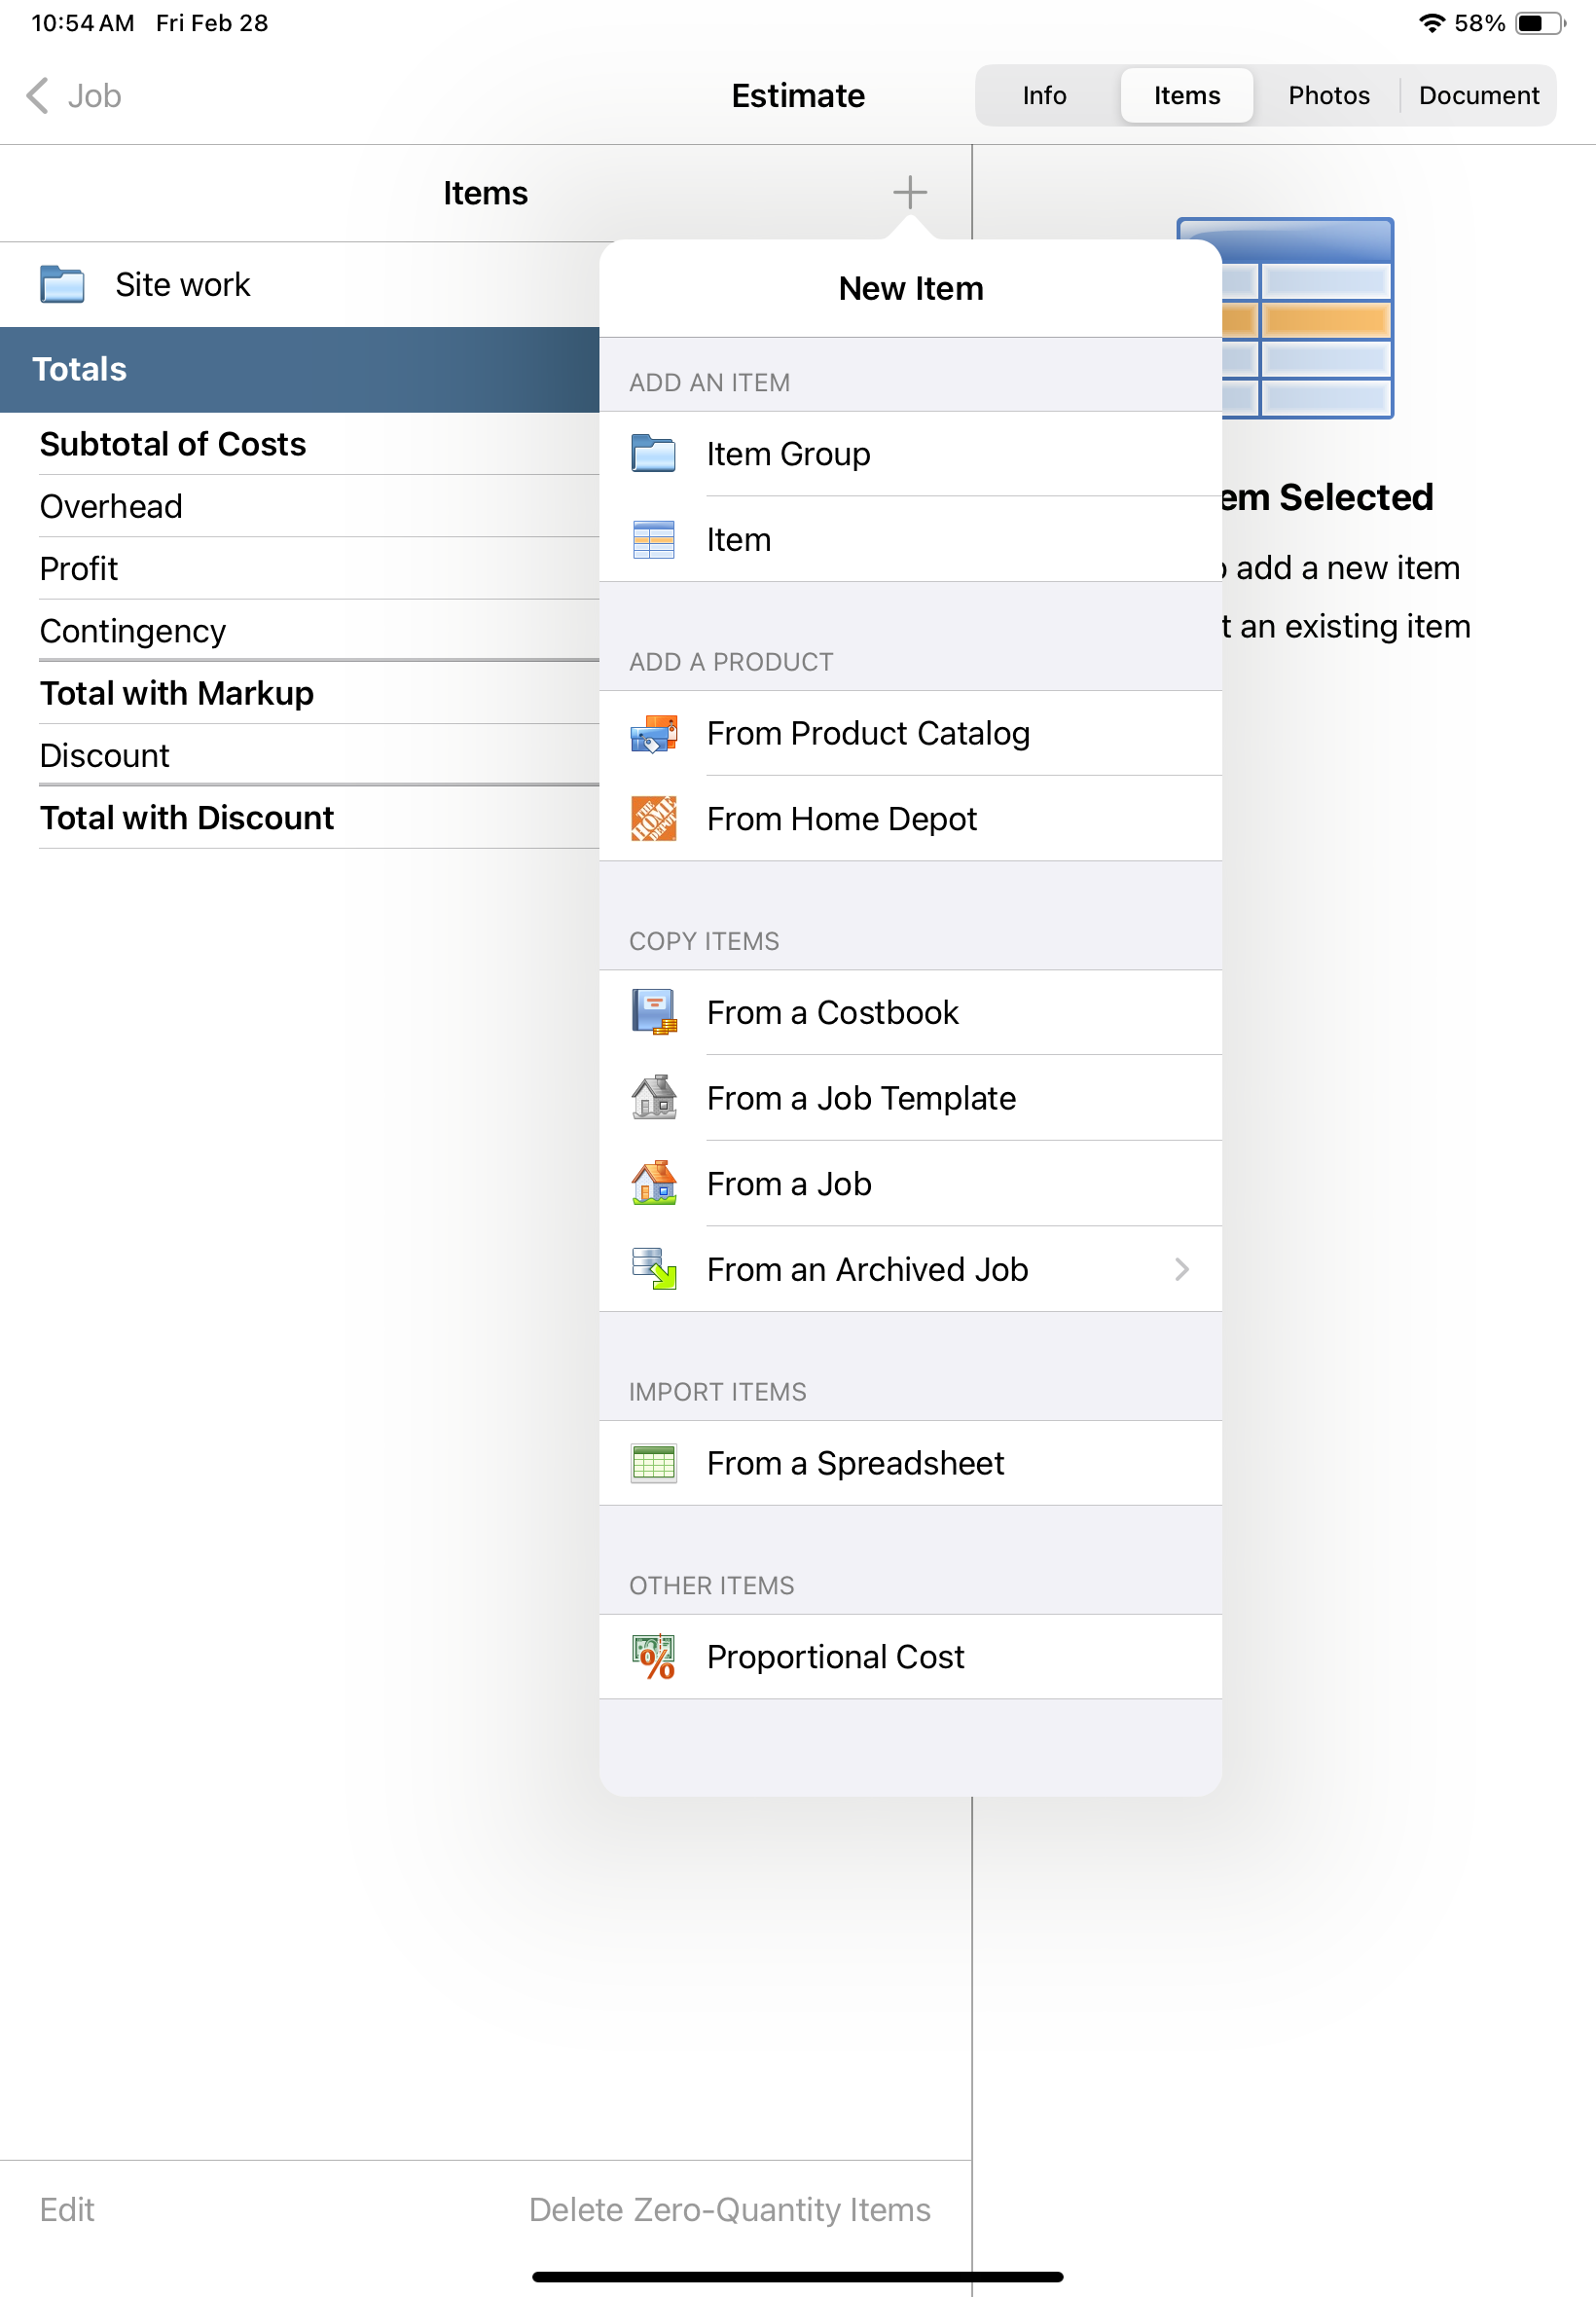 10:54 AM Fri Feb 28
58%
Job
Estimate
Info
Items
Photos
Document
Items
Site work
Totals
Subtotal of Costs
Overhead
Profit
Contingency
Total with Markup
Discount
Total with Discount
New Item
ADD AN ITEM
Item Group
Item
ADD A PRODUCT
From Product Catalog
THE
HOME
DEPOT
From Home Depot
COPY ITEMS
From a Costbook
From a Job Template
From a Job
From an Archived Job
IMPORT ITEMS
From a Spreadsheet
OTHER ITEMS
%
Proportional Cost
em Selected
add a new item
t an existing item
Edit
Delete Zero-Quantity Items